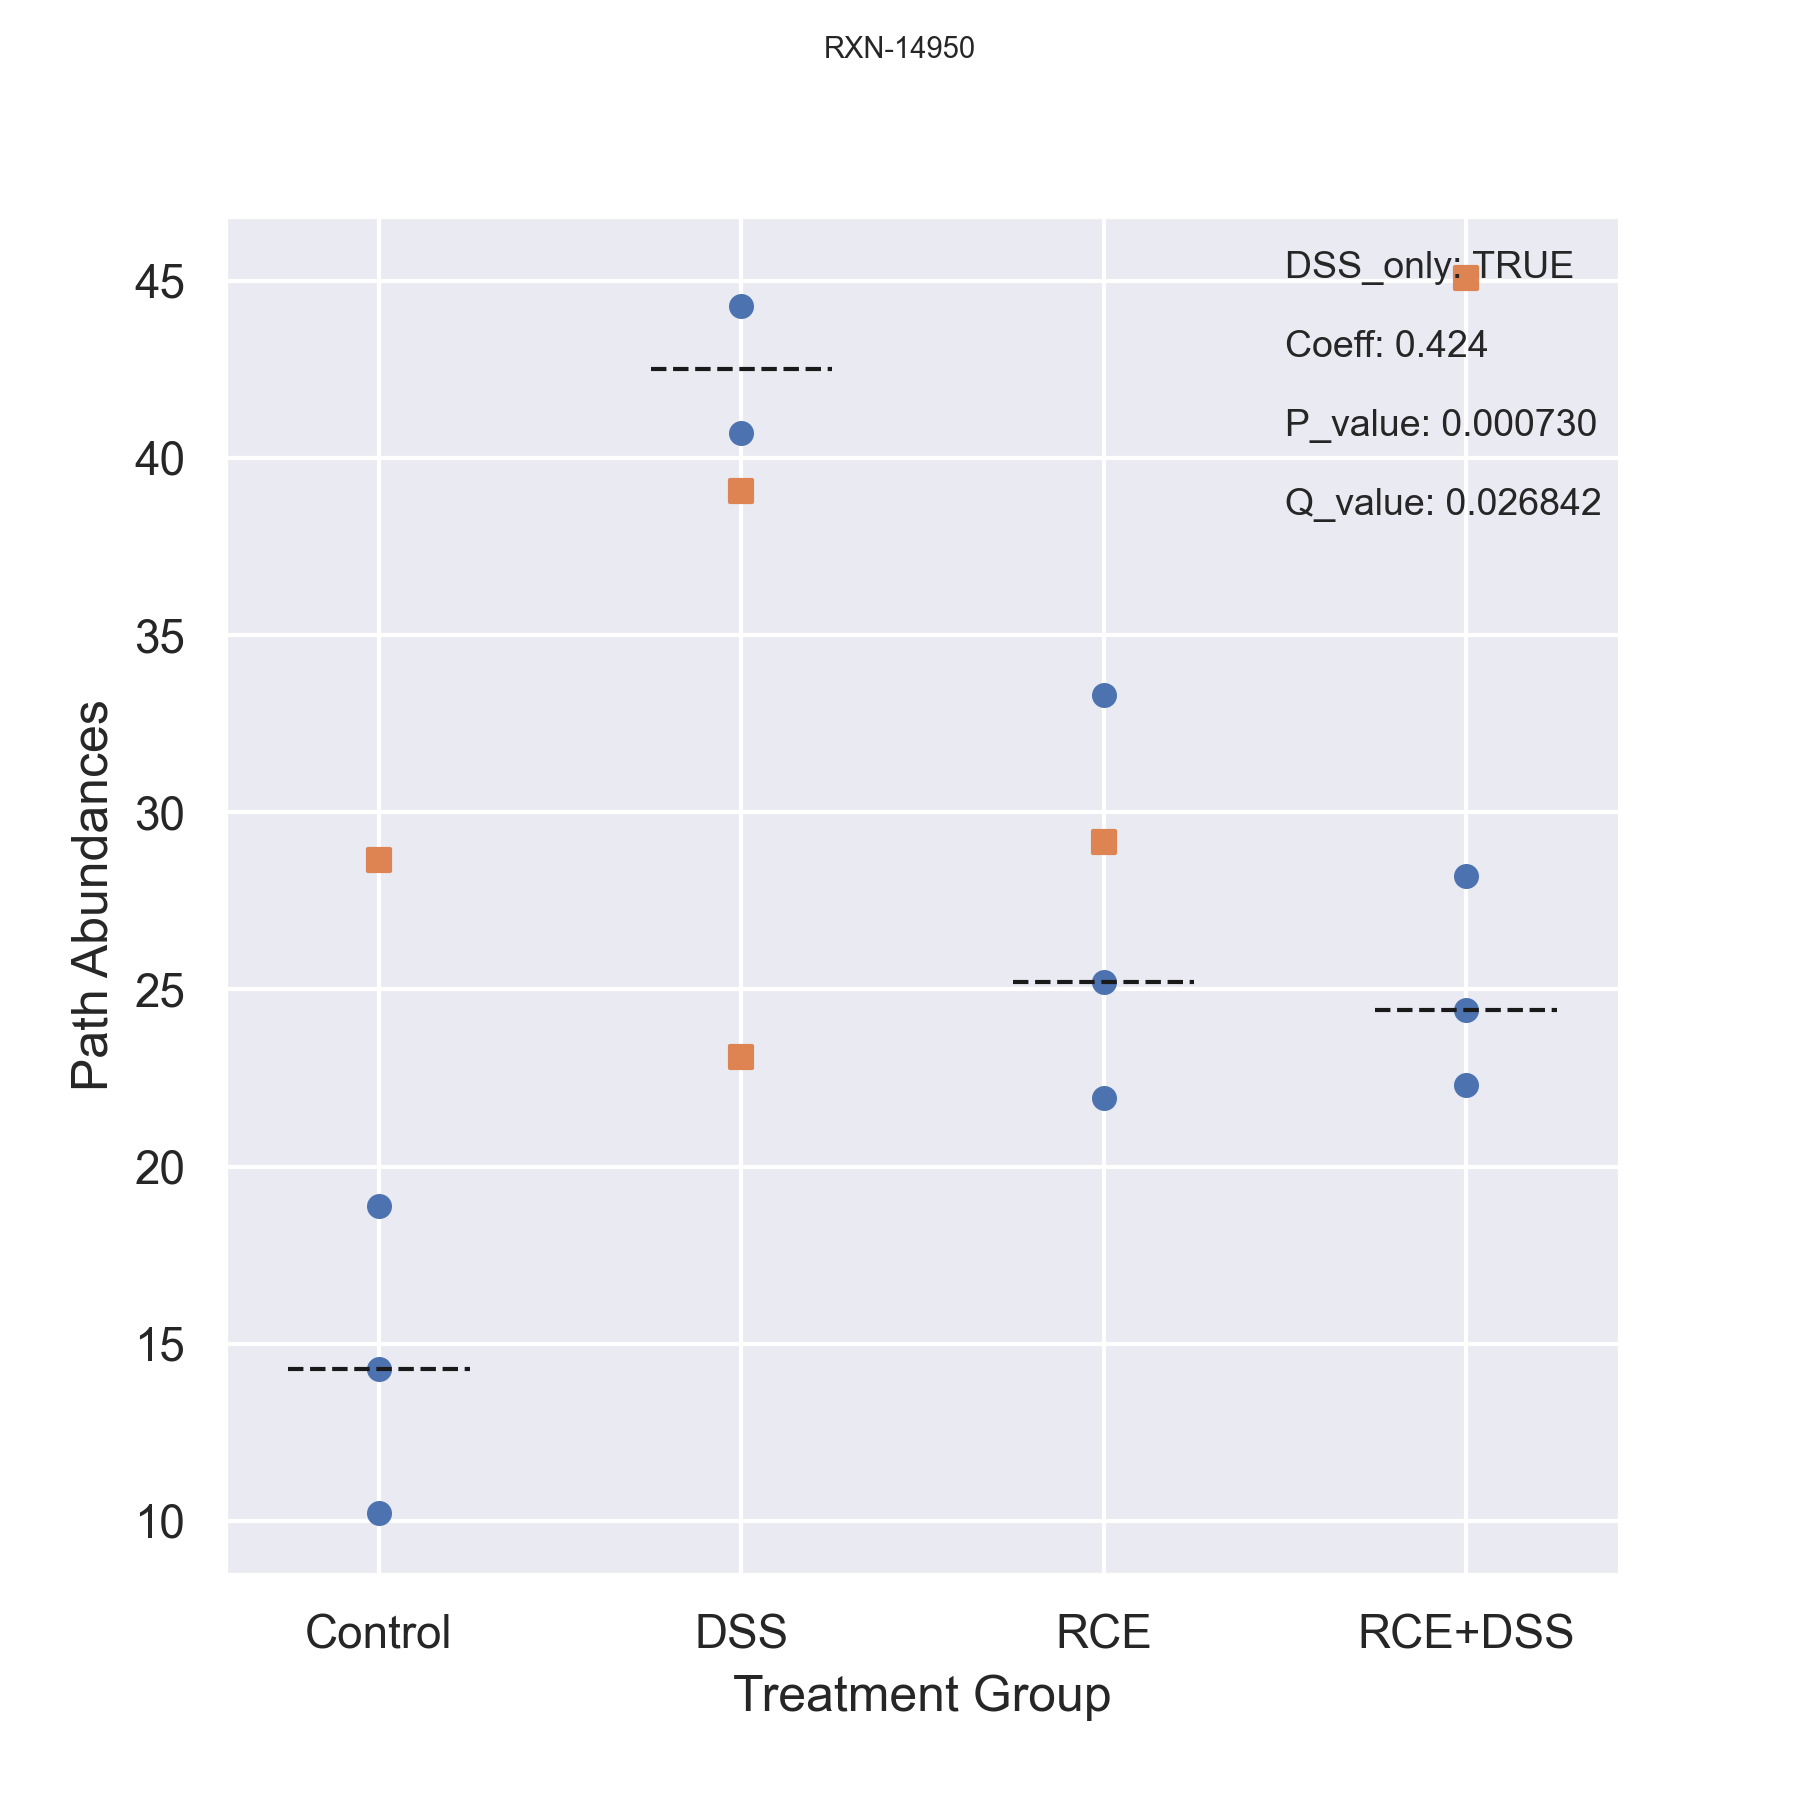 RXN-14950
DSS_only: TRUE
Coeff: 0.424
P_value: 0.000730
Q_value: 0.026842
45
40
35
30
25
20
15
10
Path Abundances
Control
DSS
RCE
RCE+DSS
Treatment Group